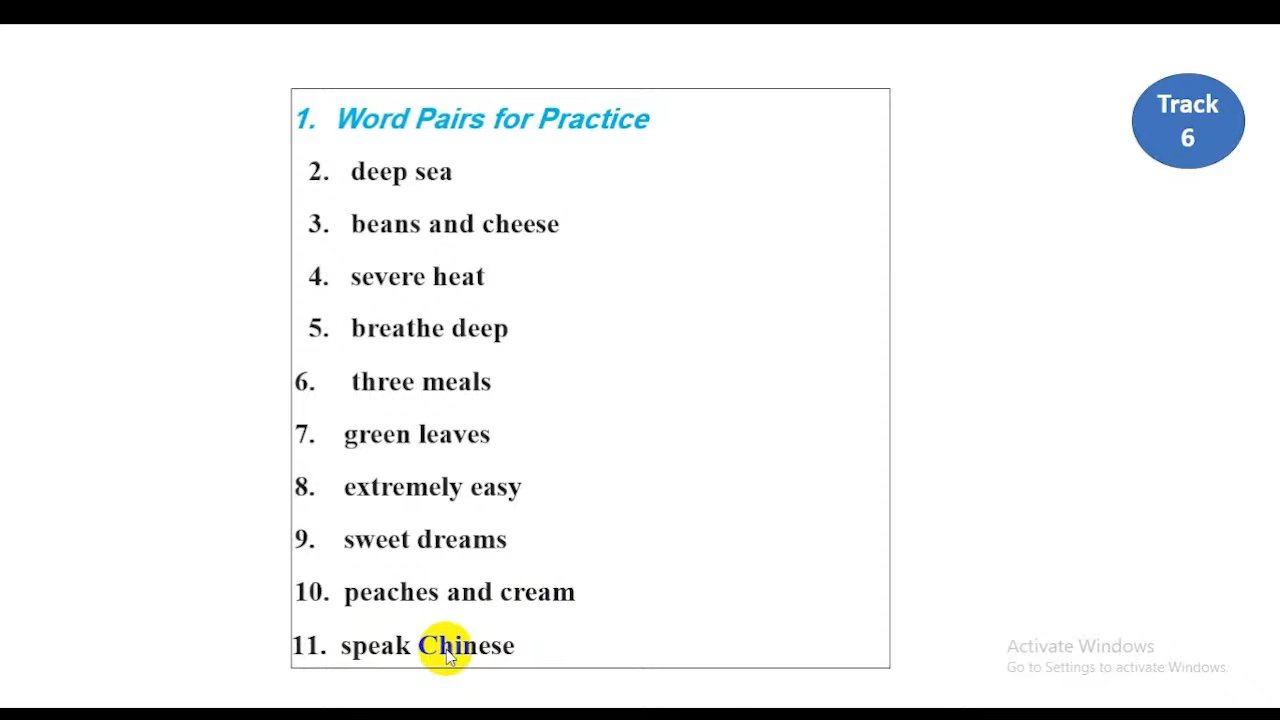 1. Word Pairs for Practice
2. deep sea
3. beans and cheese
4. severe heat
5. breathe deep
6. three meals
7. green leaves
8. extremely easy
9. sweet dreams
10. peaches and cream
11. speak Chinese
Track
6
Activate Windows
Go to Settings to activate Windows.